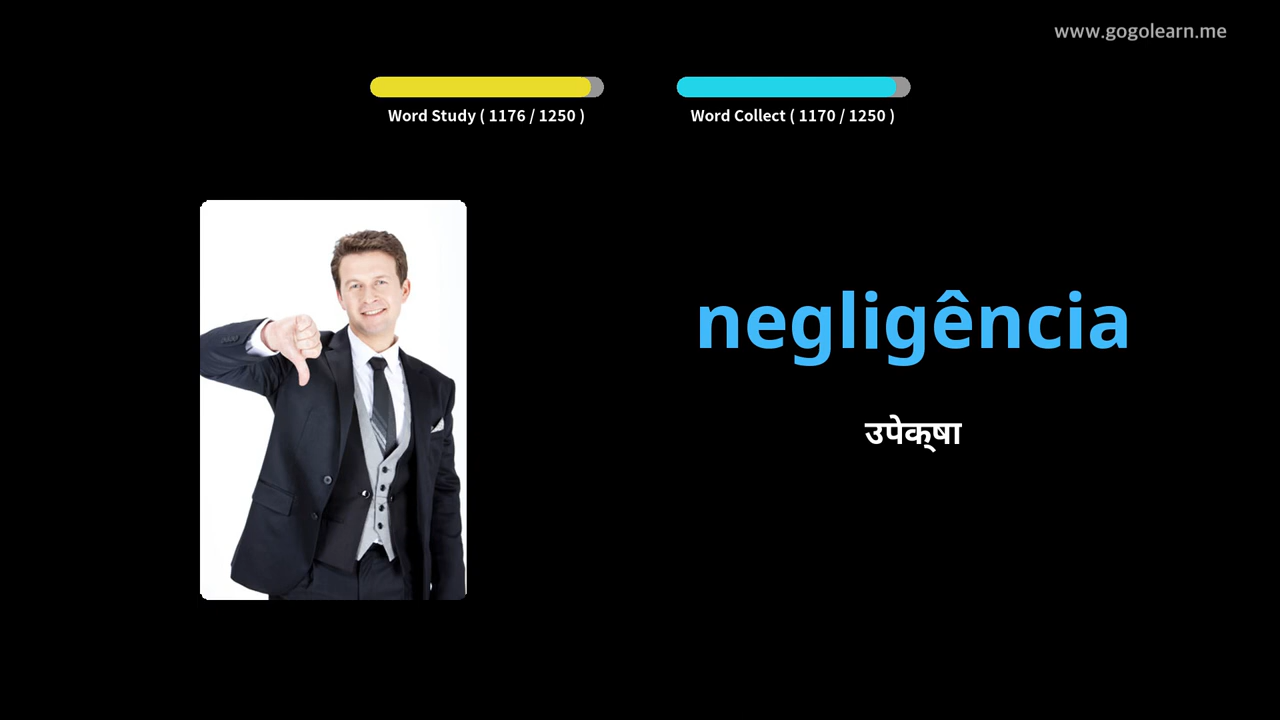 www.gogolearn.me
Word Study ( 1176 / 1250 )
Word Collect ( 1170 / 1250 )
negligência
उपेक्षा